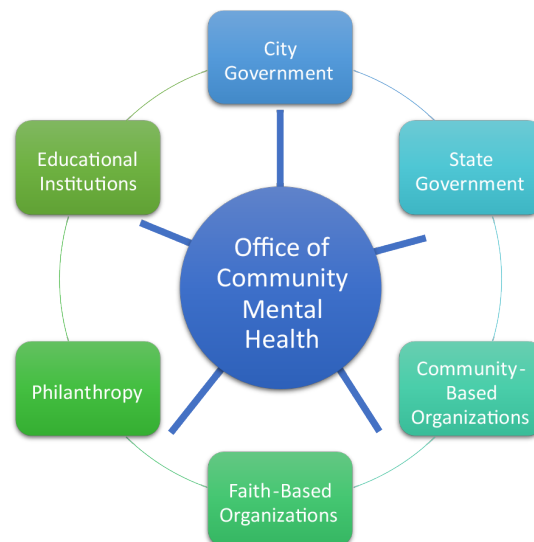 City
Government
State
Government
Community-
Based
Organizations
Faith-Based
Organizations
Philanthropy
Educational
Institutions
Office of
Community
Mental
Health